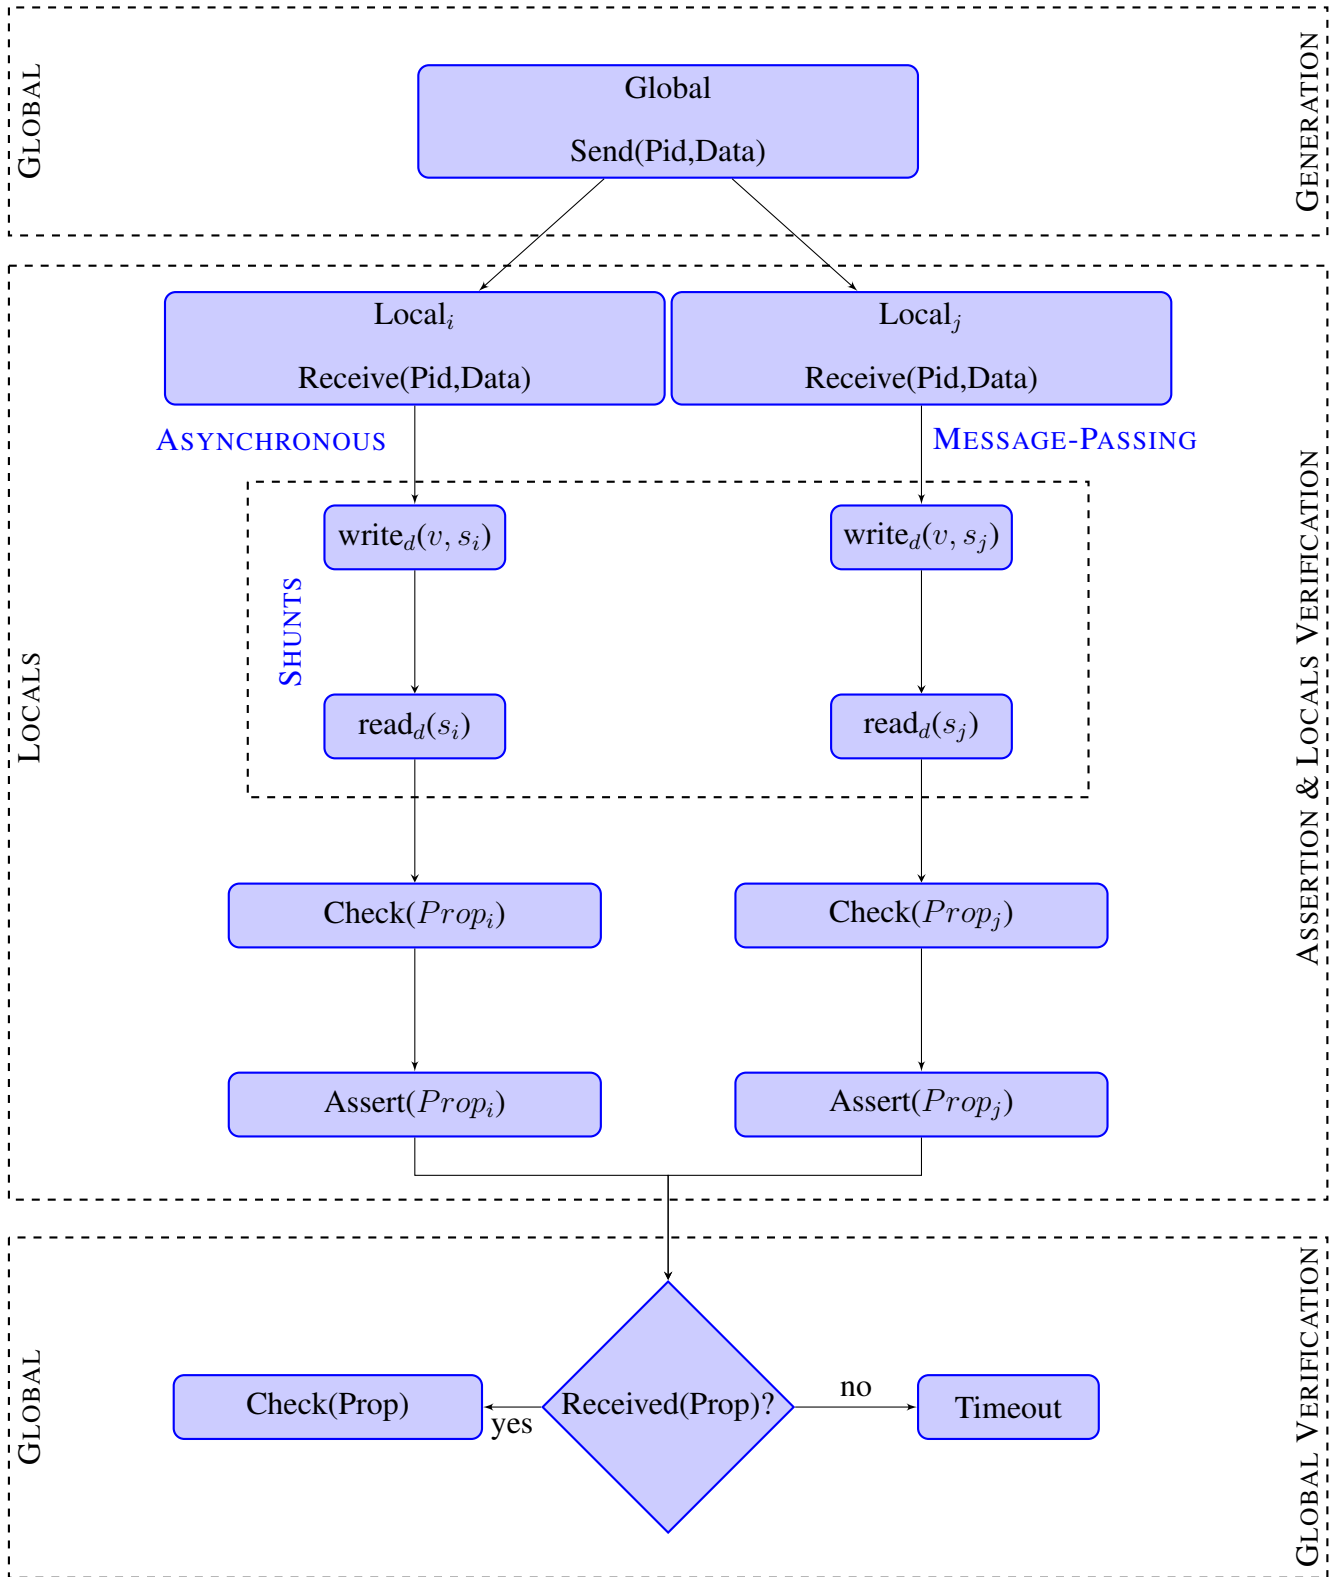 GLOBAL
GENERATION
Global
Send(Pid,Data)
Local_i
Receive(Pid,Data)
Local_j
Receive(Pid,Data)
ASYNCHRONOUS
MESSAGE-PASSING
LOCALS
ASSERTION & LOCALS VERIFICATION
SHUNTS
write_d(v, s_i)
write_d(v, s_j)
read_d(s_i)
read_d(s_j)
Check(Prop_i)
Check(Prop_j)
Assert(Prop_i)
Assert(Prop_j)
GLOBAL
GLOBAL VERIFICATION
Check(Prop)
yes
Received(Prop)?
no
Timeout